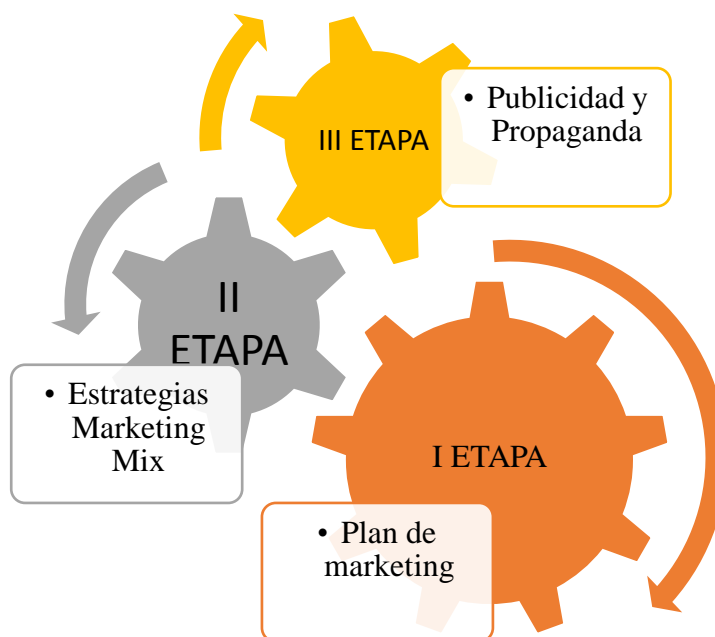 III ETAPA
• Publicidad y
Propaganda
II
ETAPA
• Estrategias
Marketing
Mix
I ETAPA
• Plan de
marketing